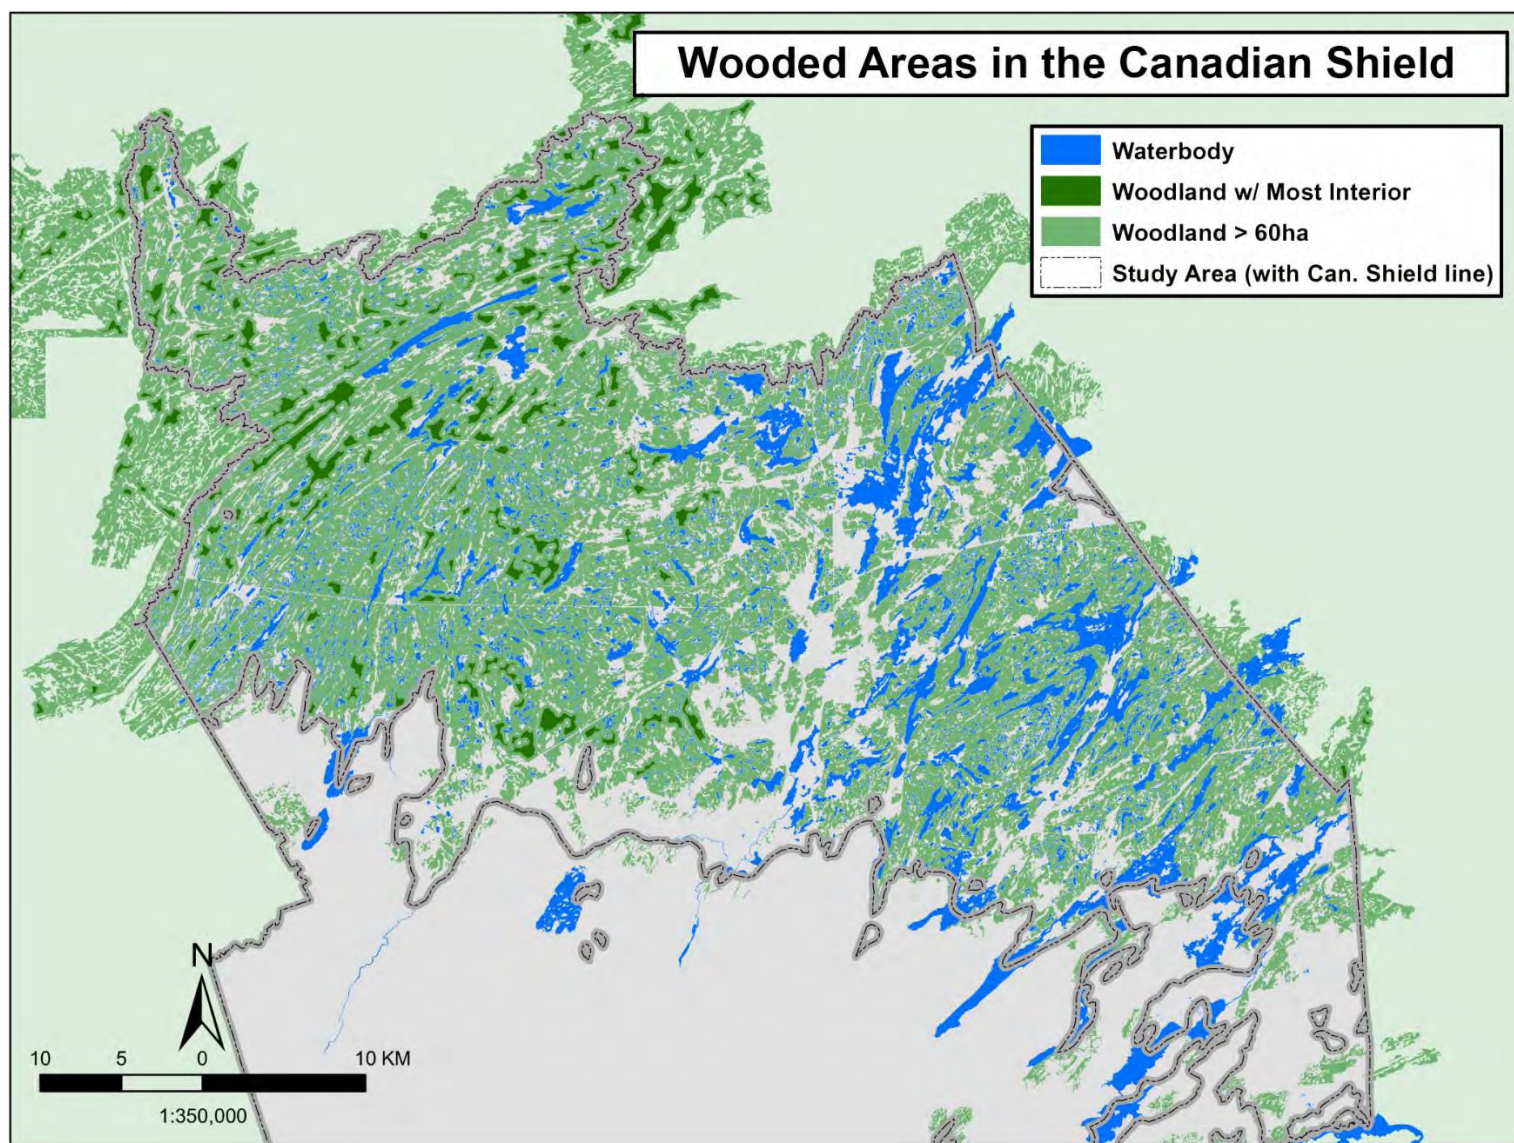 Wooded Areas in the Canadian Shield
Waterbody
Woodland w/ Most Interior
Woodland > 60ha
Study Area (with Can. Shield line)
N
10 5 0 10 KM
1:350,000